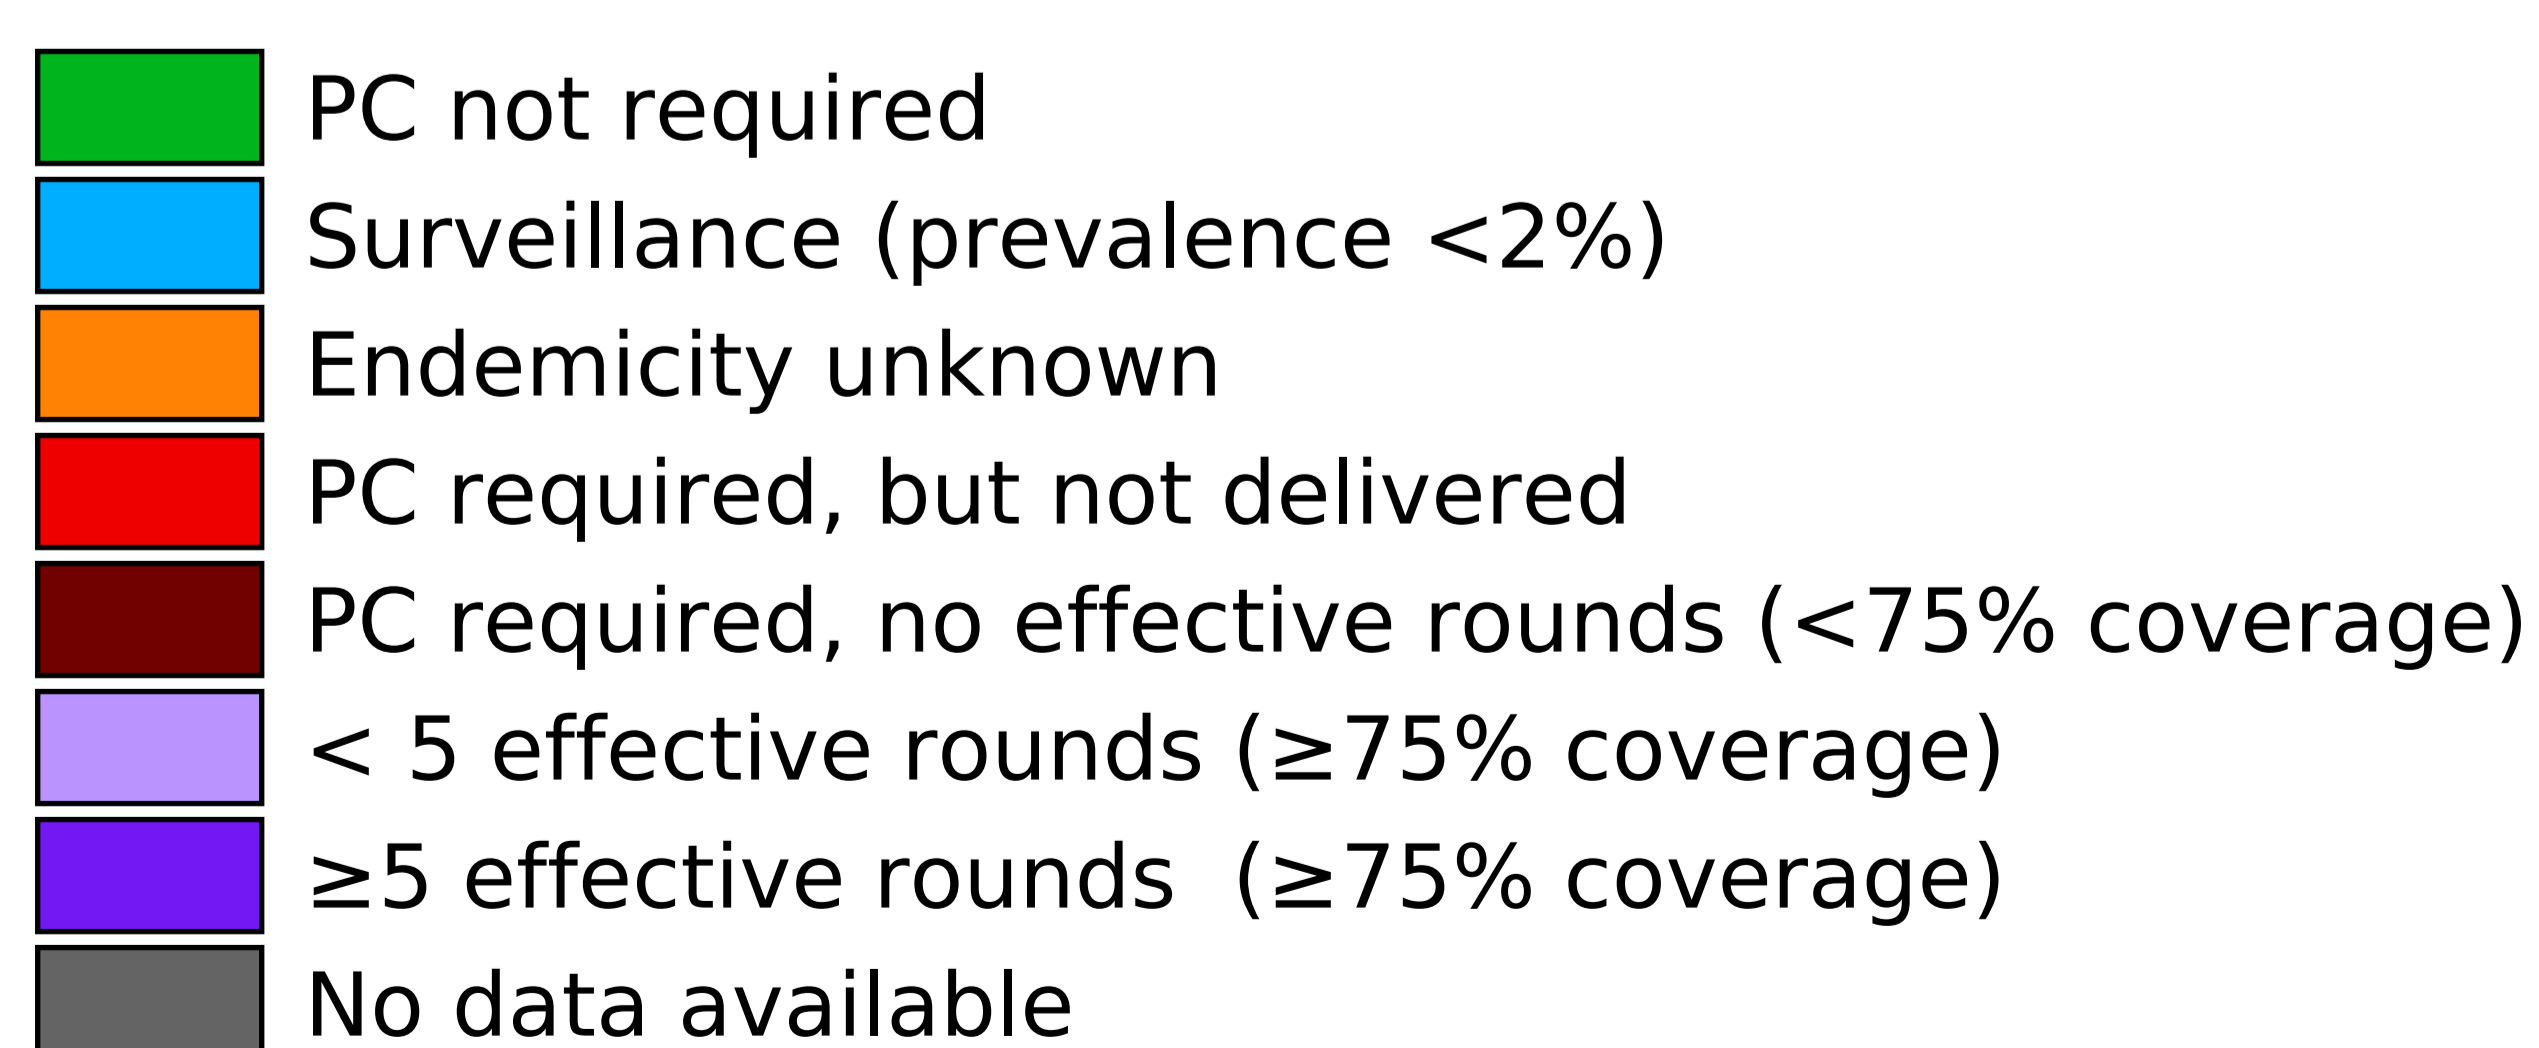 PC not required
Surveillance (prevalence <2%)
Endemicity unknown
PC required, but not delivered
PC required, no effective rounds (<75% coverage)
< 5 effective rounds (≥75% coverage)
≥5 effective rounds  (≥75% coverage)
No data available